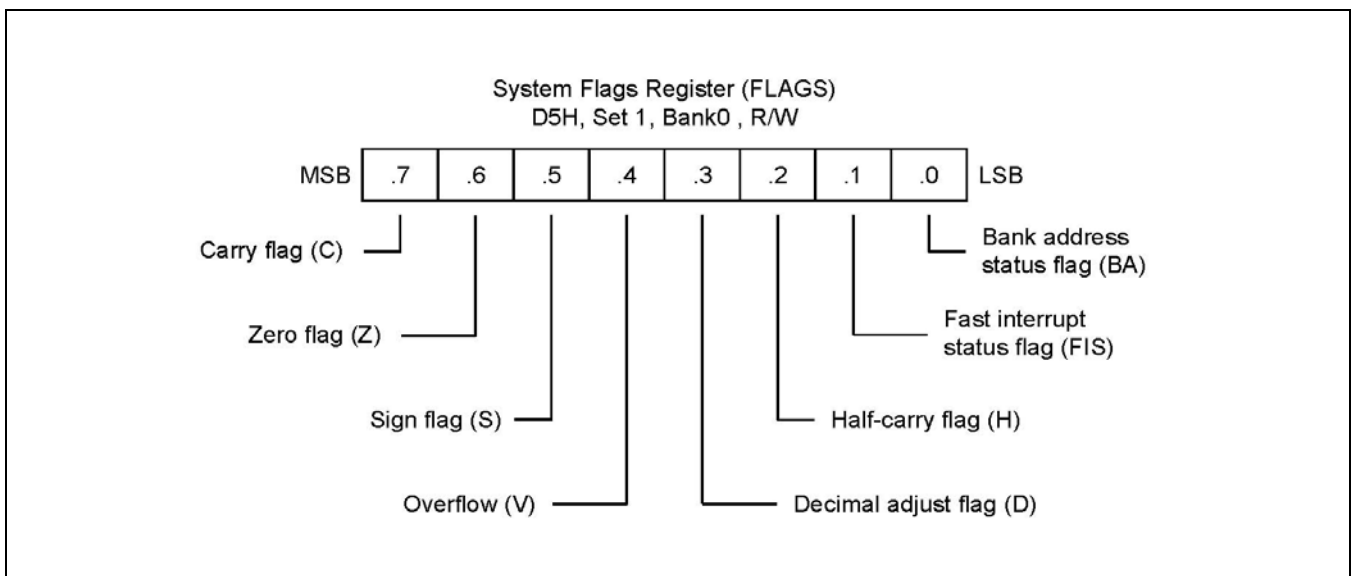 System Flags Register (FLAGS)
D5H, Set 1, Bank0 , R/W
MSB .7 .6 .5 .4 .3 .2 .1 .0 LSB
Carry flag (C)
Bank address
status flag (BA)
Zero flag (Z)
Fast interrupt
status flag (FIS)
Sign flag (S)
Half-carry flag (H)
Overflow (V)
Decimal adjust flag (D)